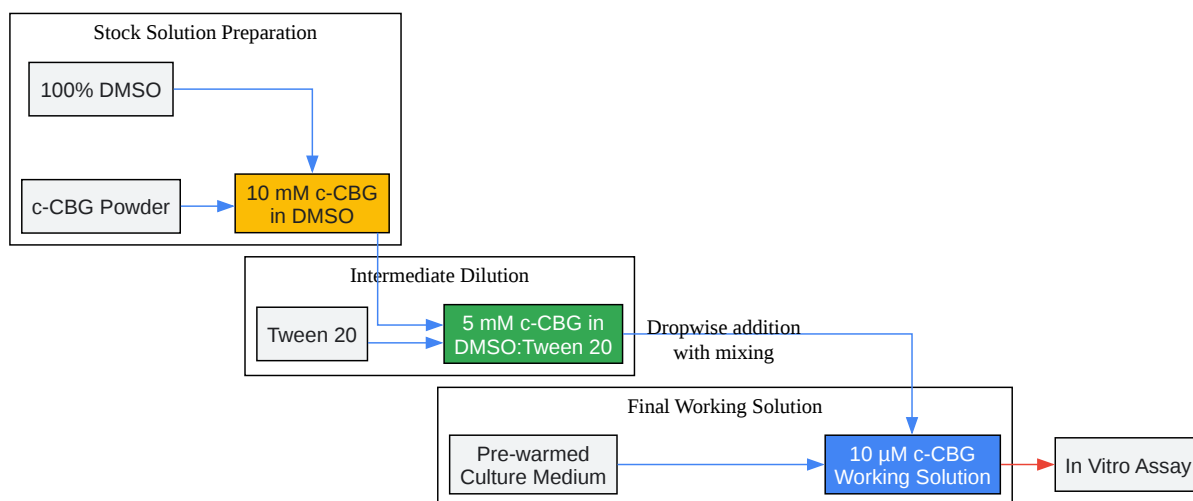 Stock Solution Preparation
100% DMSO
c-CBG Powder
10 mM c-CBG
in DMSO
Intermediate Dilution
Tween 20
5 mM c-CBG in
DMSO:Tween 20
Dropwise addition
with mixing
Final Working Solution
Pre-warmed
Culture Medium
10 µM c-CBG
Working Solution
In Vitro Assay